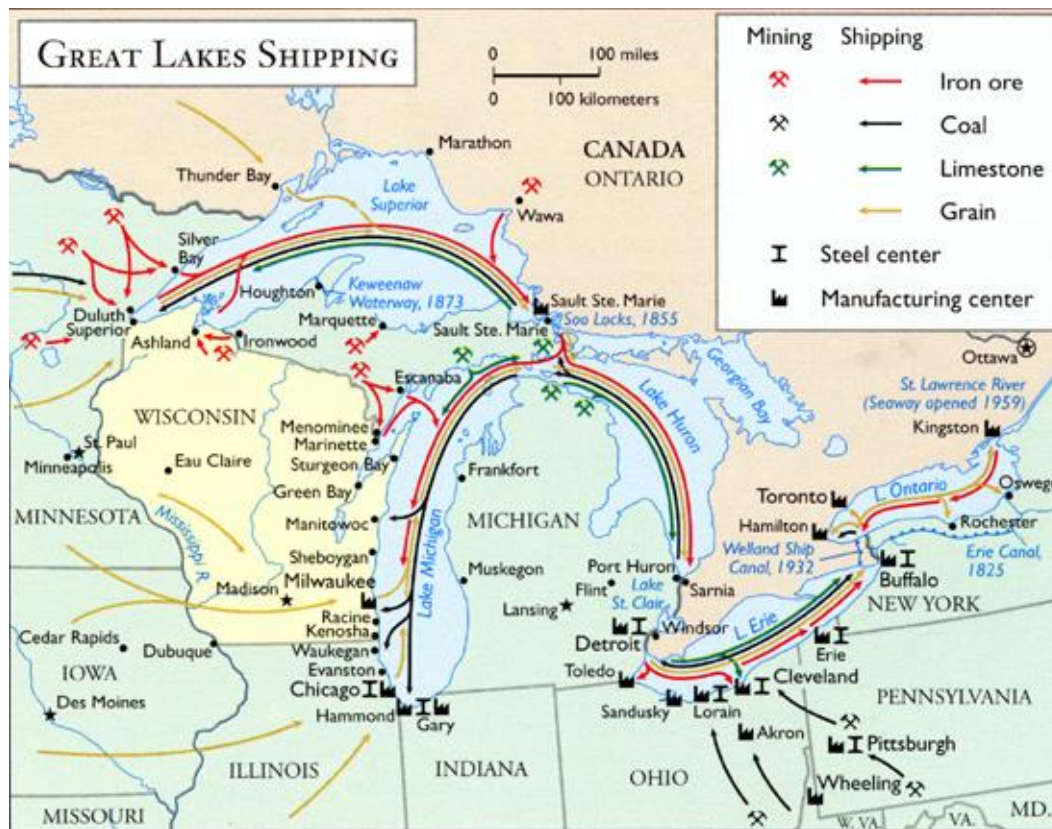 GREAT LAKES SHIPPING
0 100 miles
0 100 kilometers
Mining Shipping
Iron ore
Coal
Limestone
Grain
Steel center
Manufacturing center
CANADA
ONTARIO
Marathon
Thunder Bay
Lake
Superior
Wawa
Silver
Bay
Houghton
Keweenaw
Waterway, 1873
Sault Ste. Marie
Soo Locks, 1855
Sault Ste. Marie
Duluth
Superior
Marquette
Ashland
Ironwood
Ottawa
Georgian Bay
Lake Huron
St. Lawrence River
(Seaway opened 1959)
Kingston
Escanaba
WISCONSIN
Menominee
Marinette
St. Paul
Minneapolis
Eau Claire
Sturgeon Bay
Green Bay
Frankfort
MINNESOTA
Mississippi R.
Manitowoc
MICHIGAN
Toronto
L. Ontario
Oswego
Hamilton
Rochester
Welland Ship
Canal, 1932
Erie Canal,
1825
Sheboygan
Lake Michigan
Milwaukee
Muskegon
Port Huron
Flint
Lake
St. Clair
Sarnia
Buffalo
NEW YORK
Madison
Racine
Kenosha
Lansing
Windsor
Detroit
L. Erie
Erie
Cedar Rapids
Dubuque
Waukegan
Evanston
IOWA
Chicago
Toledo
Cleveland
PENNSYLVANIA
Des Moines
Hammond
Gary
Sandusky
Lorain
Akron
Pittsburgh
ILLINOIS
INDIANA
OHIO
Wheeling
MISSOURI
W. VA.
VA.
MD.